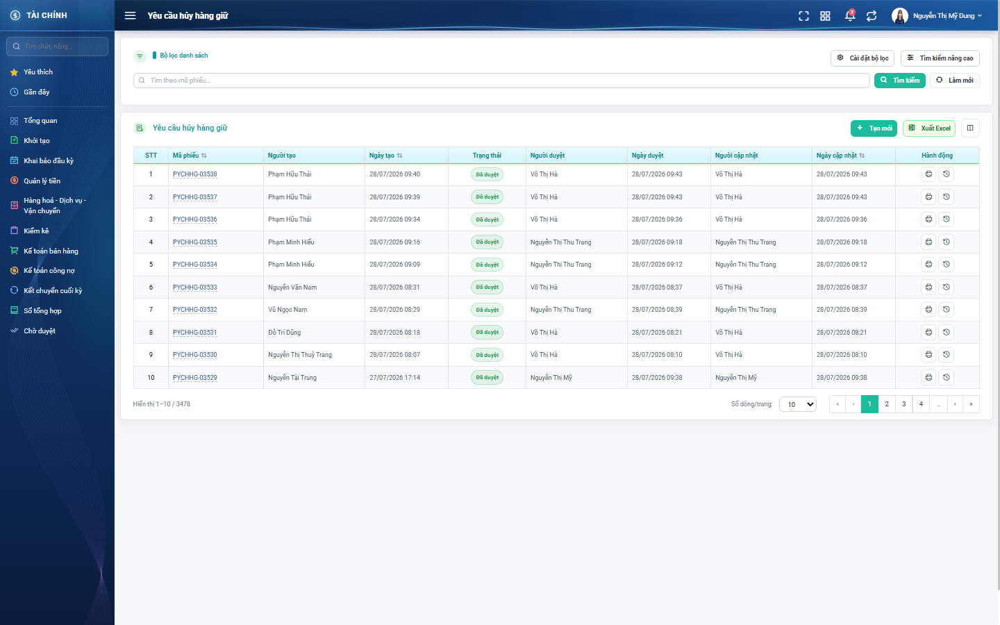 TÀI CHÍNH
Yêu cầu hủy hàng giữ
7
Nguyễn Thị Mỹ Dung
Tìm chức năng...
Yêu thích
Gần đây
Tổng quan
Khởi tạo
Khai báo đầu kỳ
Quản lý tiền
Hàng hoá - Dịch vụ -
Vận chuyển
Kiểm kê
Kế toán bán hàng
Kế toán công nợ
Kết chuyển cuối kỳ
Sổ tổng hợp
Chờ duyệt
Bộ lọc danh sách
Cài đặt bộ lọc
Tìm kiếm nâng cao
Tìm theo mã phiếu...
Tìm kiếm
Làm mới
Yêu cầu hủy hàng giữ
Tạo mới
Xuất Excel
STT Mã phiếu Người tạo Ngày tạo Trạng thái Người duyệt Ngày duyệt Người cập nhật Ngày cập nhật Hành động
1 PYCHHG-03538 Phạm Hữu Thái 28/07/2026 09:40 Đã duyệt Võ Thị Hà 28/07/2026 09:43 Võ Thị Hà 28/07/2026 09:43
2 PYCHHG-03537 Phạm Hữu Thái 28/07/2026 09:39 Đã duyệt Võ Thị Hà 28/07/2026 09:43 Võ Thị Hà 28/07/2026 09:43
3 PYCHHG-03536 Phạm Hữu Thái 28/07/2026 09:34 Đã duyệt Võ Thị Hà 28/07/2026 09:36 Võ Thị Hà 28/07/2026 09:36
4 PYCHHG-03535 Phạm Minh Hiếu 28/07/2026 09:16 Đã duyệt Nguyễn Thị Thu Trang 28/07/2026 09:18 Nguyễn Thị Thu Trang 28/07/2026 09:18
5 PYCHHG-03534 Phạm Minh Hiếu 28/07/2026 09:09 Đã duyệt Nguyễn Thị Thu Trang 28/07/2026 09:12 Nguyễn Thị Thu Trang 28/07/2026 09:12
6 PYCHHG-03533 Nguyễn Văn Nam 28/07/2026 08:31 Đã duyệt Võ Thị Hà 28/07/2026 08:37 Võ Thị Hà 28/07/2026 08:37
7 PYCHHG-03532 Vũ Ngọc Nam 28/07/2026 08:29 Đã duyệt Nguyễn Thị Thu Trang 28/07/2026 08:39 Nguyễn Thị Thu Trang 28/07/2026 08:39
8 PYCHHG-03531 Đỗ Trí Dũng 28/07/2026 08:18 Đã duyệt Võ Thị Hà 28/07/2026 08:21 Võ Thị Hà 28/07/2026 08:21
9 PYCHHG-03530 Nguyễn Thị Thuỳ Trang 28/07/2026 08:07 Đã duyệt Võ Thị Hà 28/07/2026 08:10 Võ Thị Hà 28/07/2026 08:10
10 PYCHHG-03529 Nguyễn Tài Trung 27/07/2026 17:14 Đã duyệt Nguyễn Thị Mỹ 28/07/2026 09:38 Nguyễn Thị Mỹ 28/07/2026 09:38
Hiển thị 1–10 / 3478
Số dòng/trang: 10 « ‹ 1 2 3 4 ... › »